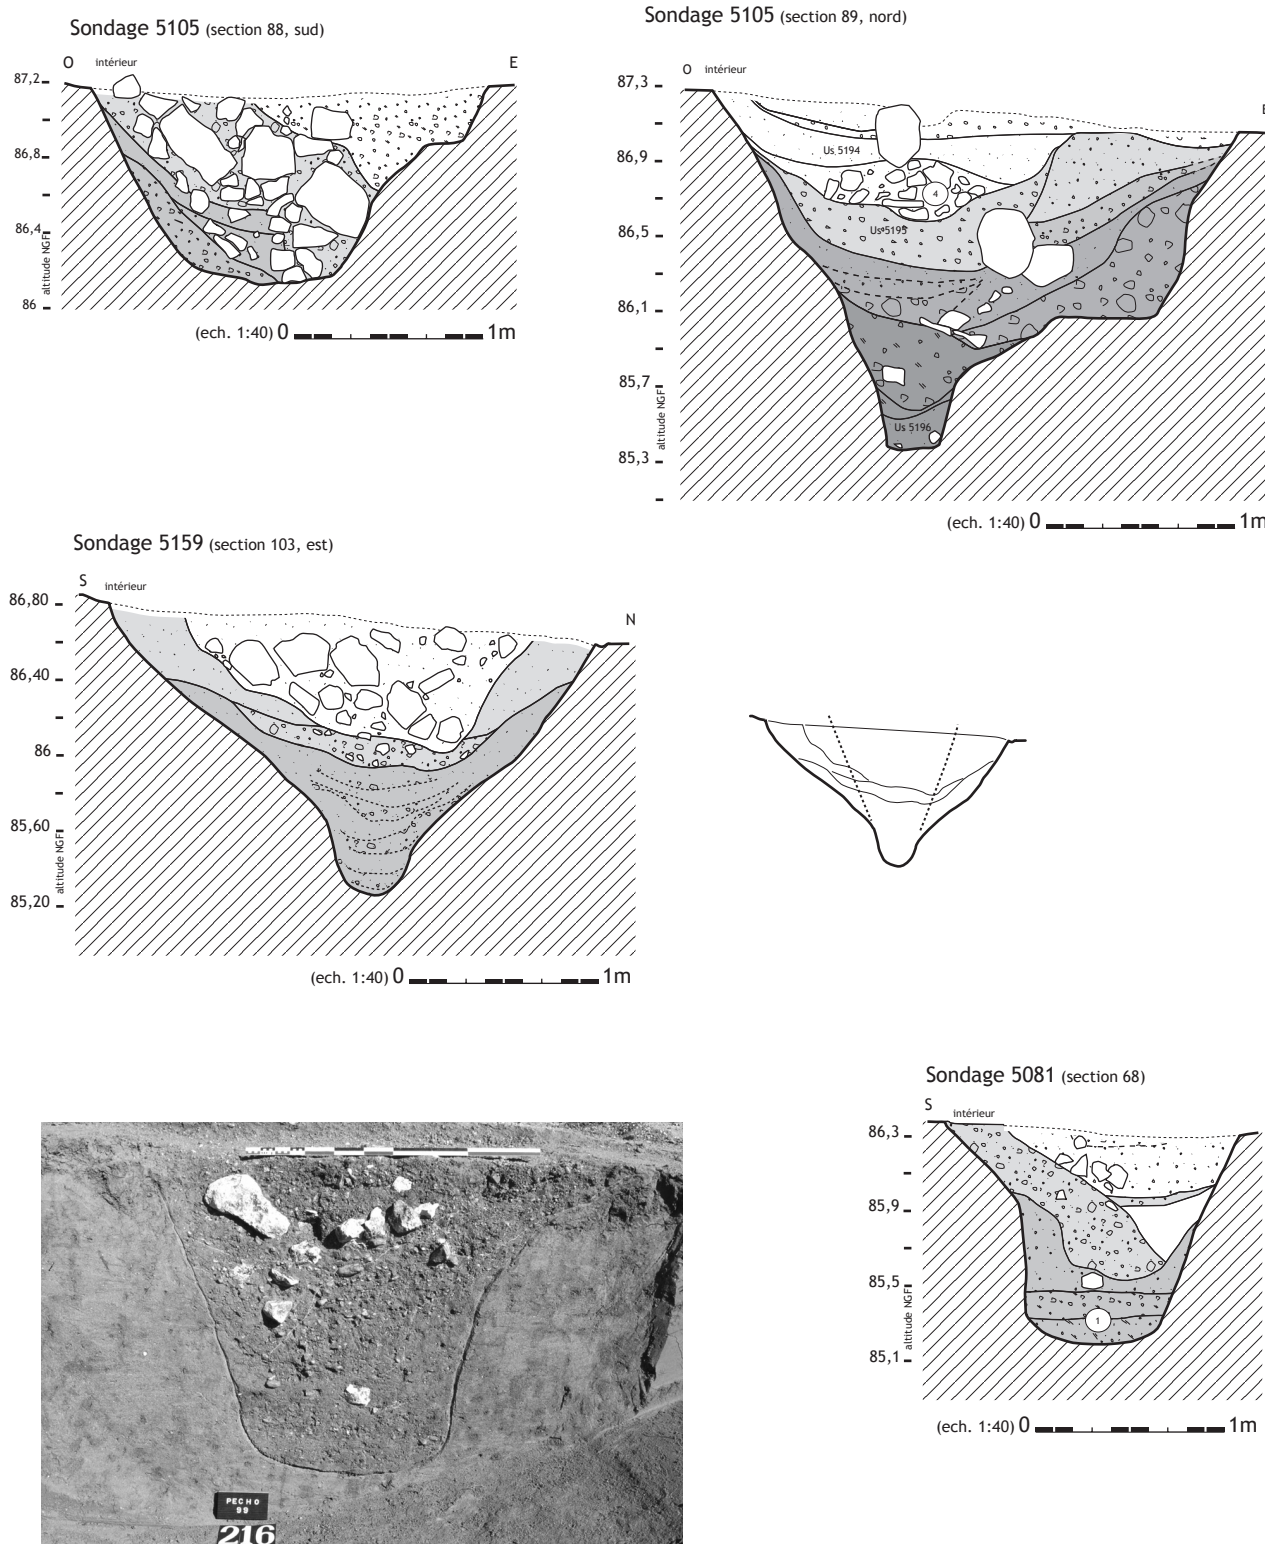 Sondage 5105 (section 88, sud)
O intérieur E
87,2
86,8
86,4
86
altitude NGF
(ech. 1:40) 0 1m
Sondage 5105 (section 89, nord)
O intérieur
87,3
86,9
86,5
86,1
85,7
85,3
altitude NGF
Us 5194
4
Us 5195
Us 5196
(ech. 1:40) 0 1m
Sondage 5159 (section 103, est)
S intérieur
N
86,80
86,40
86
85,60
85,20
altitude NGF
(ech. 1:40) 0 1m
Sondage 5081 (section 68)
S intérieur
86,3
85,9
85,5
85,1
altitude NGF
1
(ech. 1:40) 0 1m
PECHO
99
216